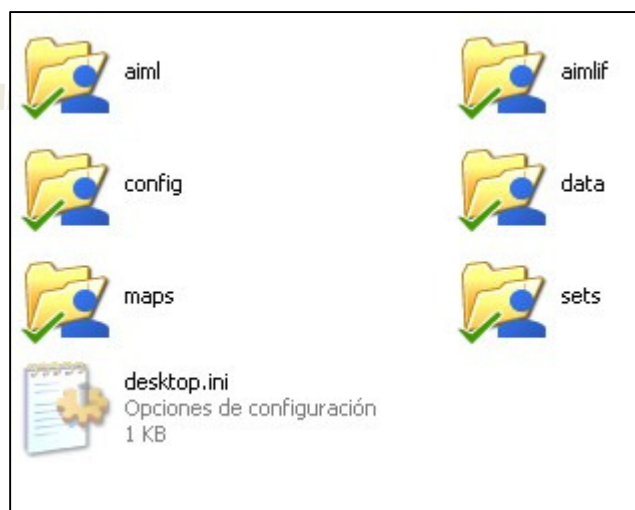 aiml
aimlif
config
data
maps
sets
desktop.ini
Opciones de configuración
1 KB